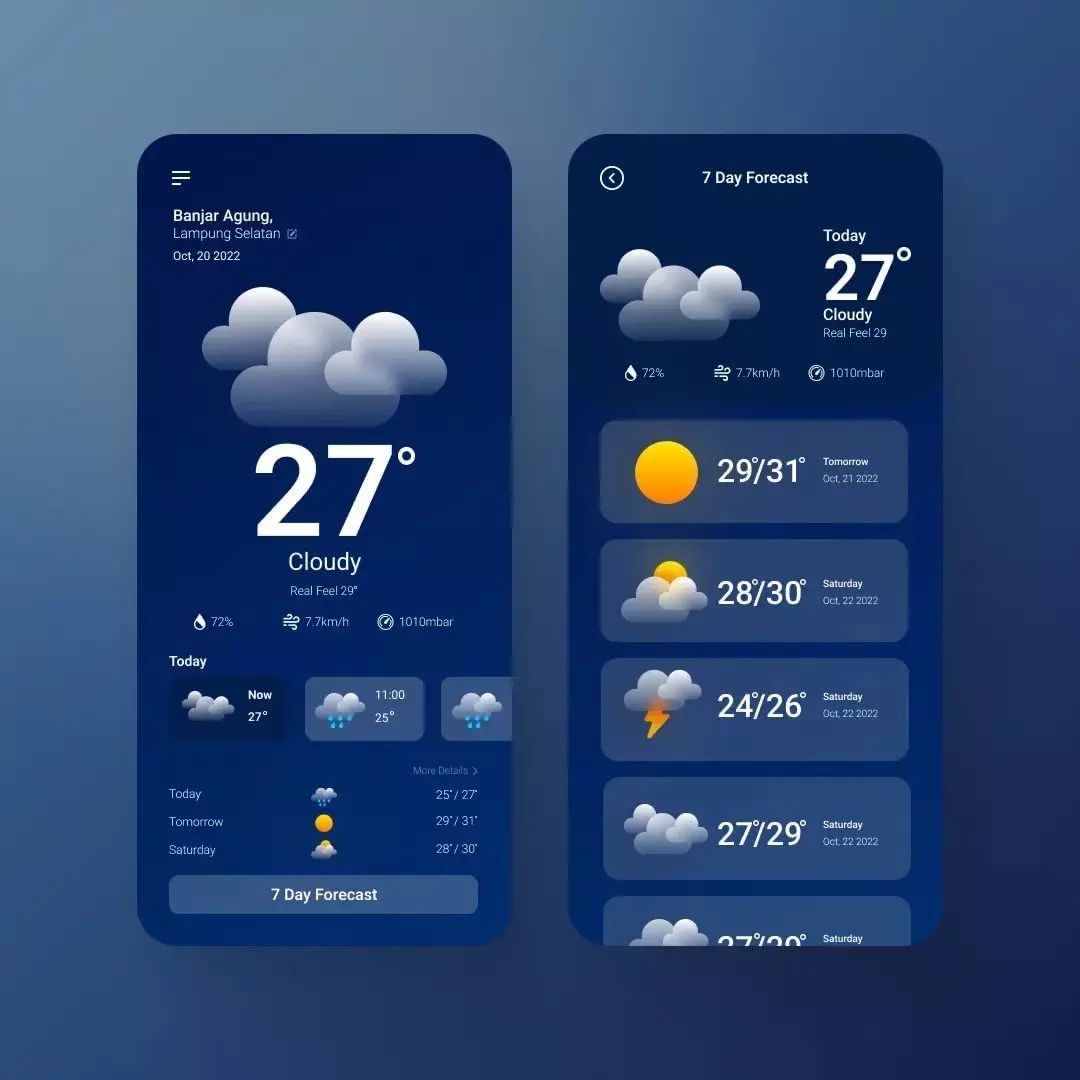 Banjar Agung,
Lampung Selatan
Oct, 20 2022
27°
Cloudy
Real Feel 29°
72% 7.7km/h 1010mbar
Today
Now
27°
11:00
25°
More Details
Today 25°/ 27°
Tomorrow 29°/ 31°
Saturday 28°/ 30°
7 Day Forecast
7 Day Forecast
Today
27°
Cloudy
Real Feel 29
72% 7.7km/h 1010mbar
29°/31°
Tomorrow
Oct, 21 2022
28°/30°
Saturday
Oct, 22 2022
24°/26°
Saturday
Oct, 22 2022
27°/29°
Saturday
Oct, 22 2022
Saturday